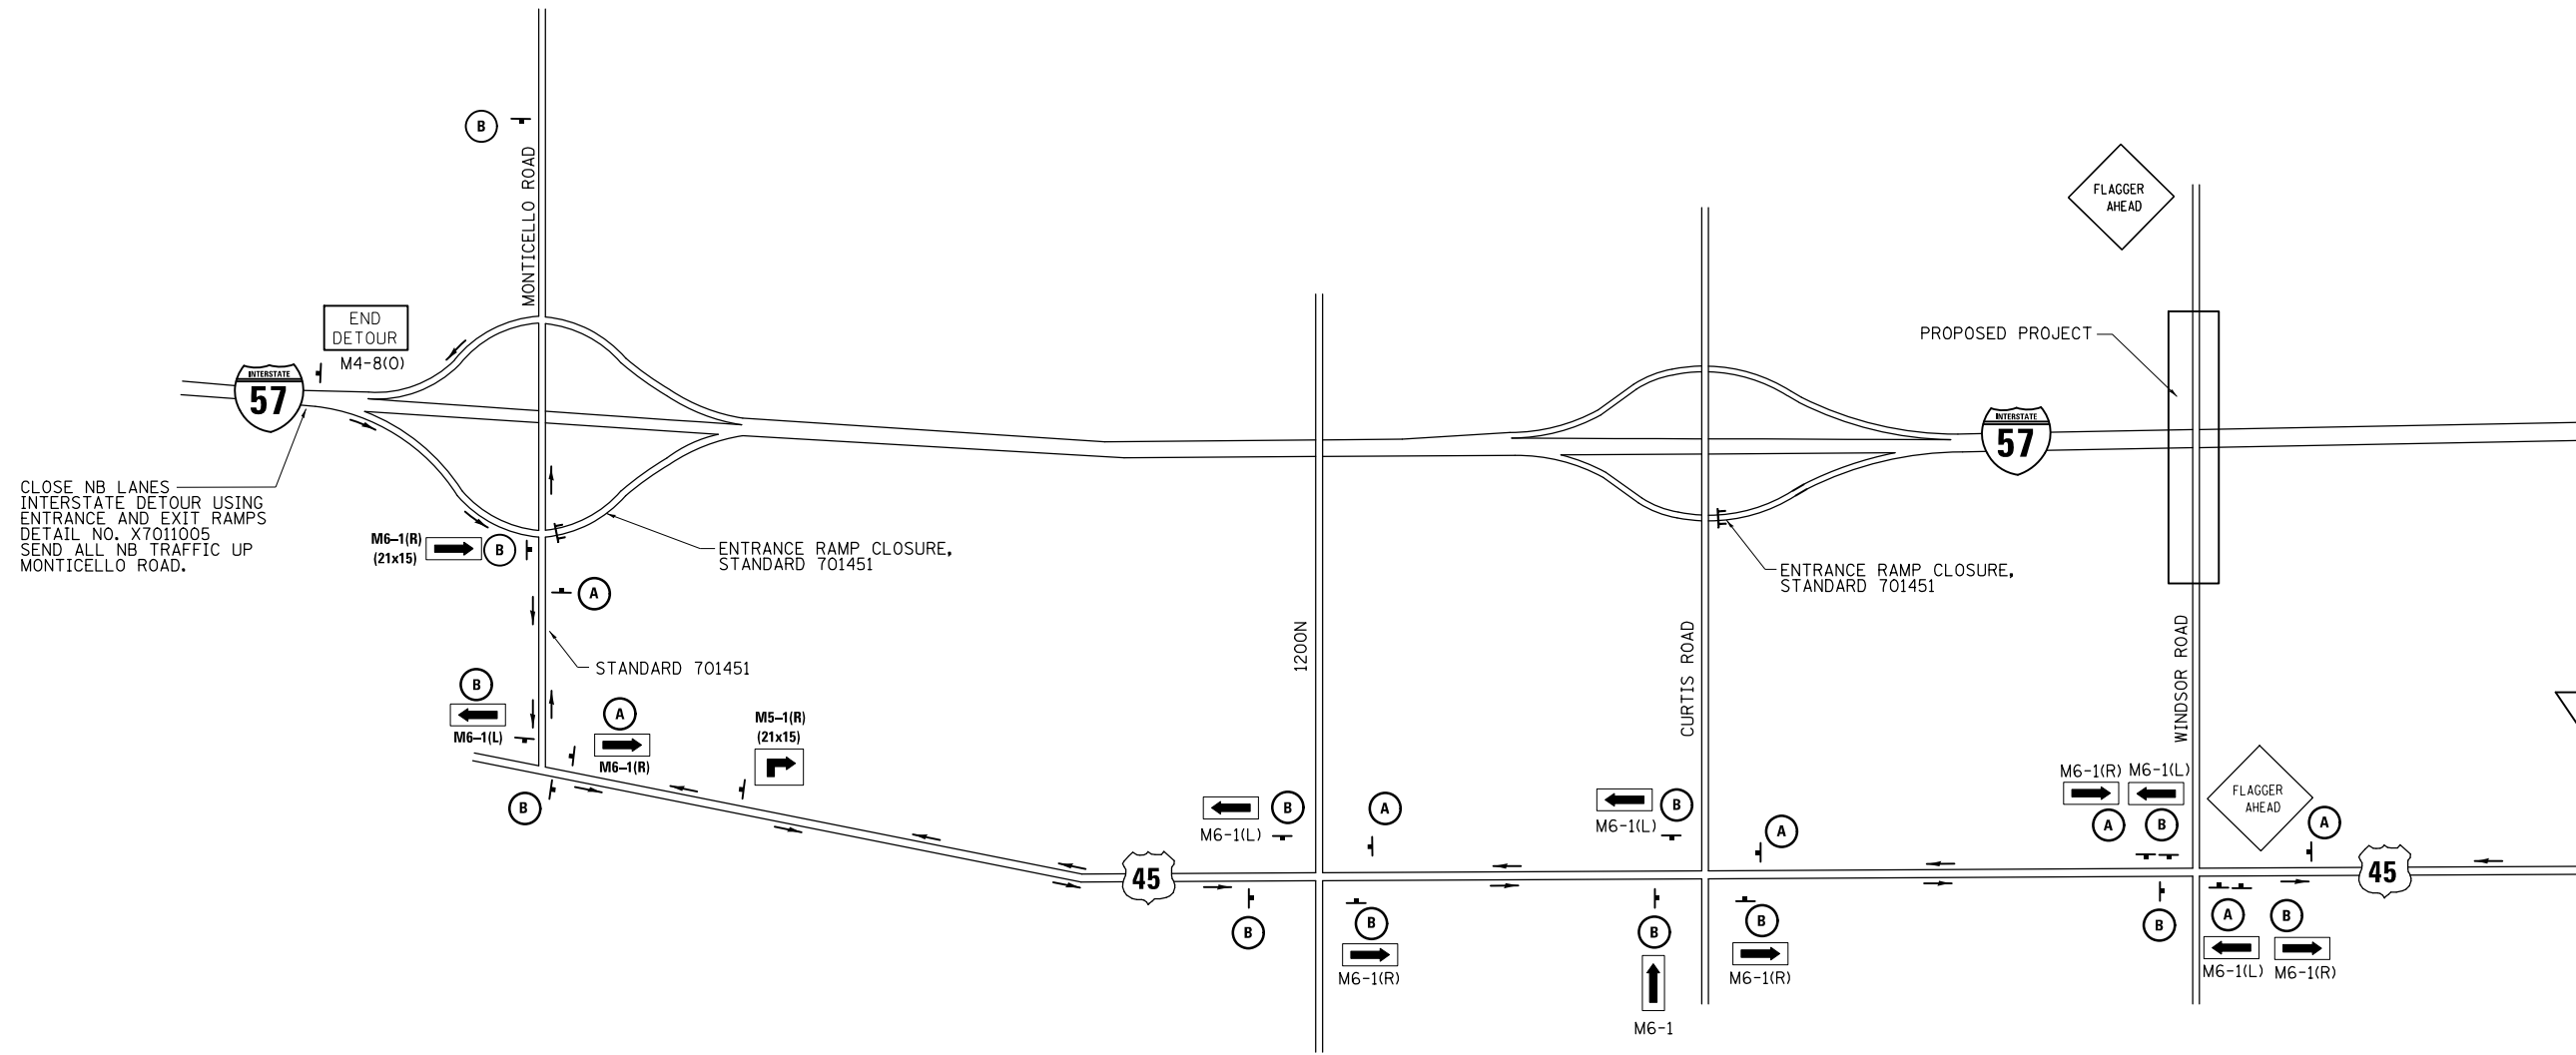 B
MONTICELLO ROAD
FLAGGER
AHEAD
END
DETOUR
M4-8(O)
INTERSTATE
57
PROPOSED PROJECT
INTERSTATE
57
CLOSE NB LANES
INTERSTATE DETOUR USING
ENTRANCE AND EXIT RAMPS
DETAIL NO. X7011005
SEND ALL NB TRAFFIC UP
MONTICELLO ROAD.
M6-1(R)
(21x15)
B
ENTRANCE RAMP CLOSURE,
STANDARD 701451
ENTRANCE RAMP CLOSURE,
STANDARD 701451
A
STANDARD 701451
1200N
CURTIS ROAD
WINDSOR ROAD
B
M6-1(L)
A
M6-1(R)
M5-1(R)
(21x15)
B
B
M6-1(L)
A
B
M6-1(L)
A
M6-1(R) M6-1(L)
A B
FLAGGER
AHEAD
A
45
45
B
B
M6-1(R)
B
M6-1
B
M6-1(R)
B
A B
M6-1(L) M6-1(R)